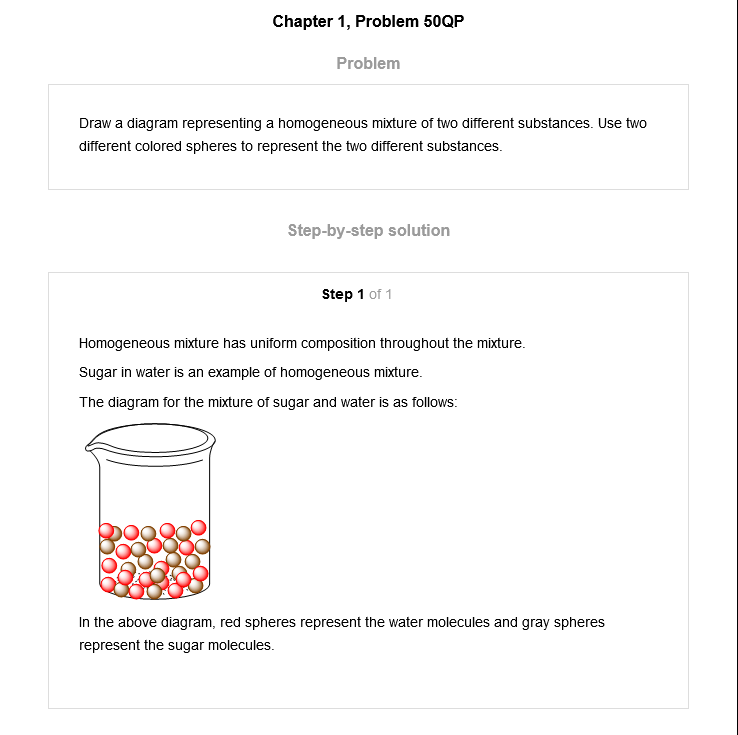 Chapter 1, Problem 50QP
Problem
Draw a diagram representing a homogeneous mixture of two different substances. Use two
different colored spheres to represent the two different substances.
Step-by-step solution
Step 1 of 1
Homogeneous mixture has uniform composition throughout the mixture.
Sugar in water is an example of homogeneous mixture.
The diagram for the mixture of sugar and water is as follows:
In the above diagram, red spheres represent the water molecules and gray spheres
represent the sugar molecules.